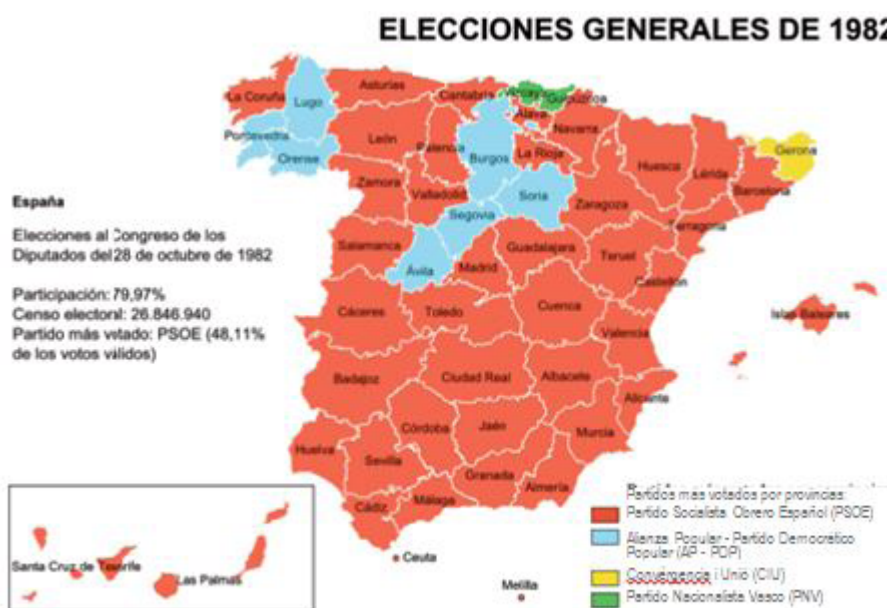 ELECCIONES GENERALES DE 1982
España
Elecciones al Congreso de los
Diputados del 28 de octubre de 1982
Participación: 79,97%
Censo electoral: 26.846.940
Partido más votado: PSOE (48,11%
de los votos válidos)
La Coruña
Lugo
Asturias
Cantabria
Vizcaya
Guipúzcoa
Pontevedra
Orense
León
Palencia
Burgos
Álava
Navarra
La Rioja
Huesca
Lérida
Gerona
Barcelona
Zamora
Valladolid
Soria
Zaragoza
Tarragona
Segovia
Salamanca
Ávila
Madrid
Guadalajara
Teruel
Castellón
Cáceres
Toledo
Cuenca
Valencia
Islas Baleares
Badajoz
Ciudad Real
Albacete
Alicante
Córdoba
Jaén
Murcia
Huelva
Sevilla
Granada
Almería
Cádiz
Málaga
Ceuta
Melilla
Santa Cruz de Tenerife
Las Palmas
Partidos mas votados por provincias:
Partido Socialista Obrero Español (PSOE)
Alianza Popular - Partido Democrático
Popular (AP - PDP)
Convergencia i Unió (CIU)
Partido Nacionalista Vasco (PNV)